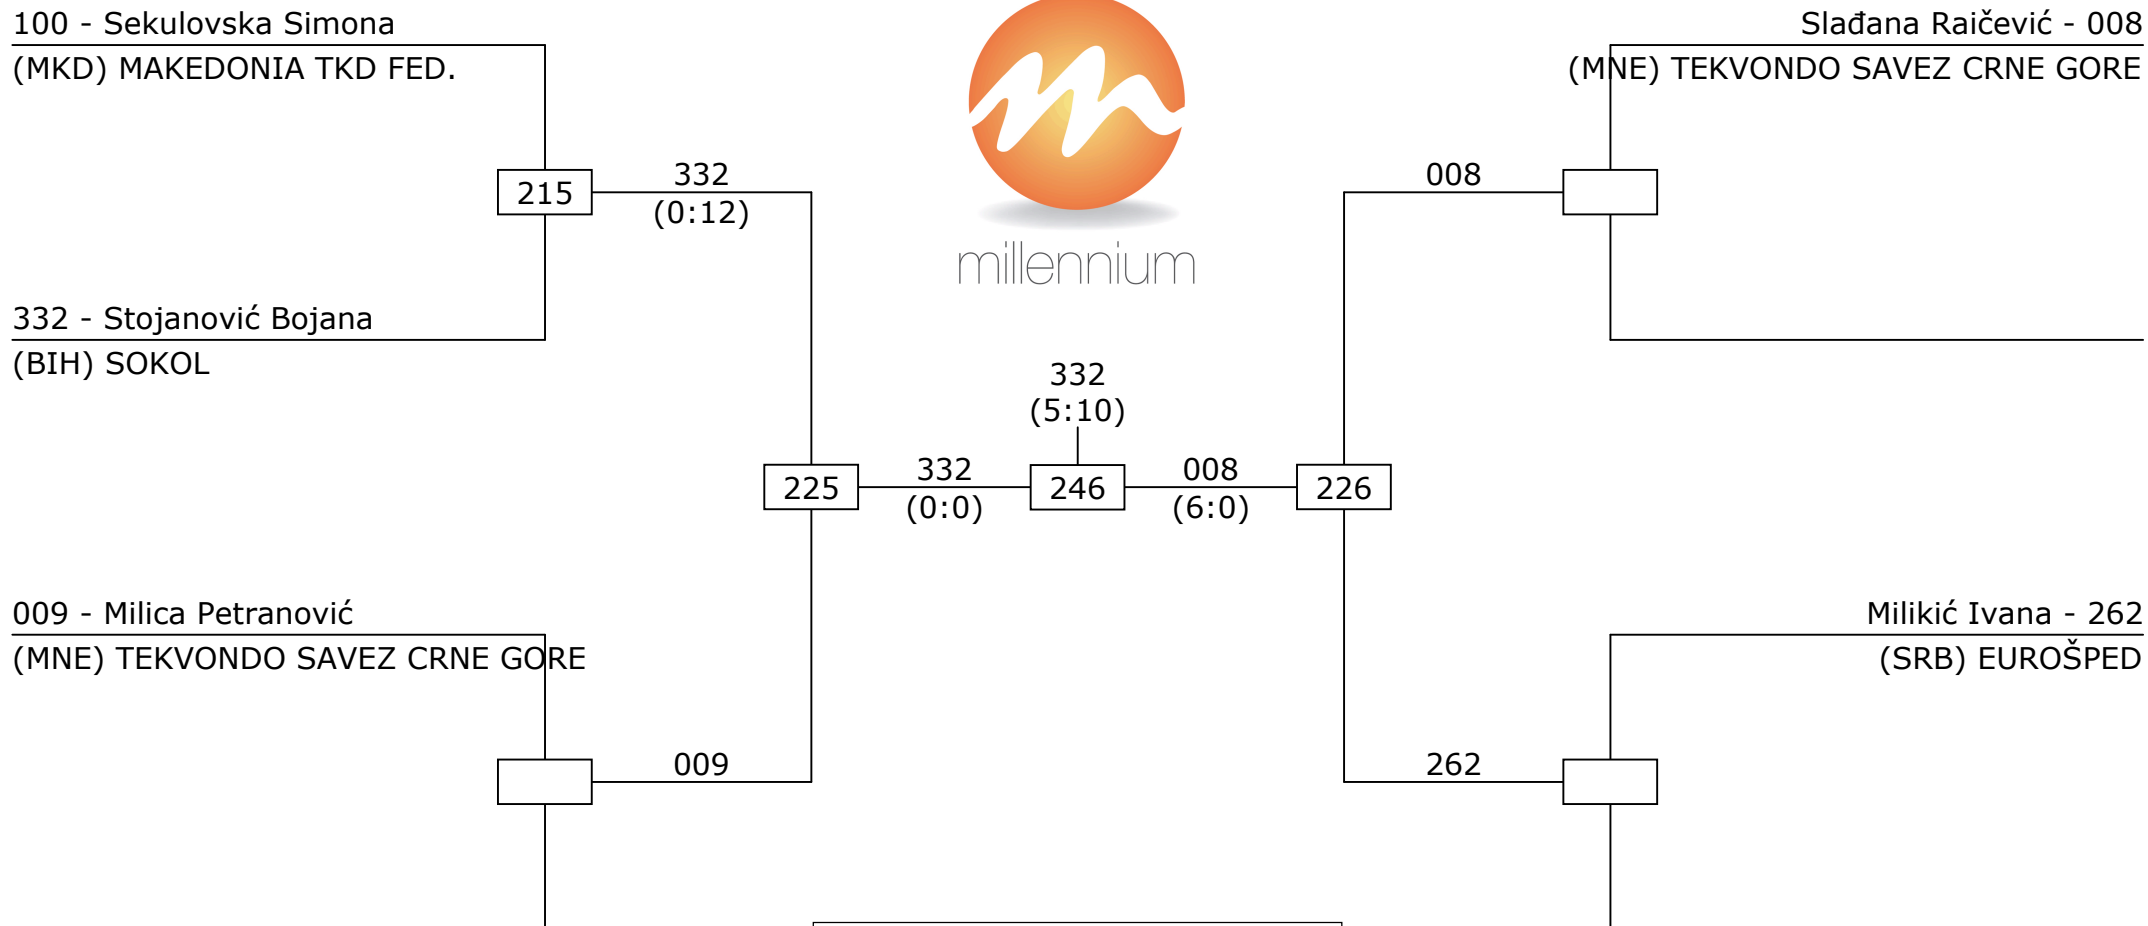 100 - Sekulovska Simona
(MKD) MAKEDONIA TKD FED.
Slađana Raičević - 008
(MNE) TEKVONDO SAVEZ CRNE GORE
215
332
(0:12)
008
millennium
332 - Stojanović Bojana
(BIH) SOKOL
332
(5:10)
225
332
(0:0)
246
008
(6:0)
226
009 - Milica Petranović
(MNE) TEKVONDO SAVEZ CRNE GORE
Milikić Ivana - 262
(SRB) EUROŠPED
009
262